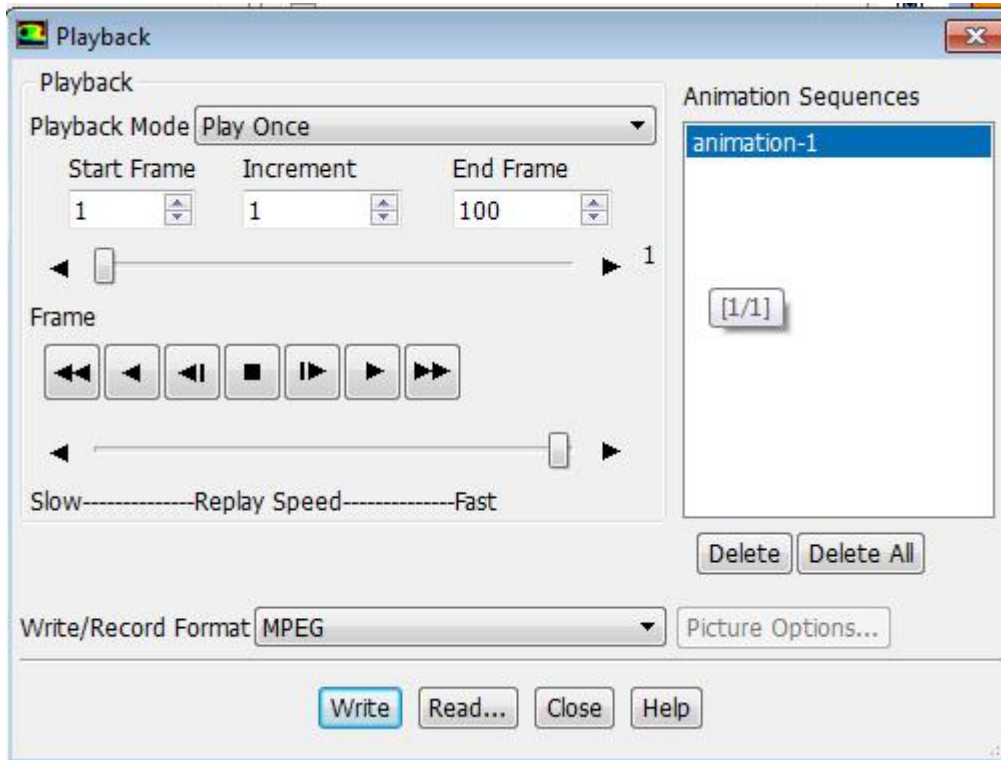 Playback
Playback
Playback Mode Play Once
Start Frame Increment End Frame
1 1 100
1
Frame
Slow--------------Replay Speed--------------Fast
Animation Sequences
animation-1
[1/1]
Delete Delete All
Write/Record Format MPEG Picture Options...
Write Read... Close Help